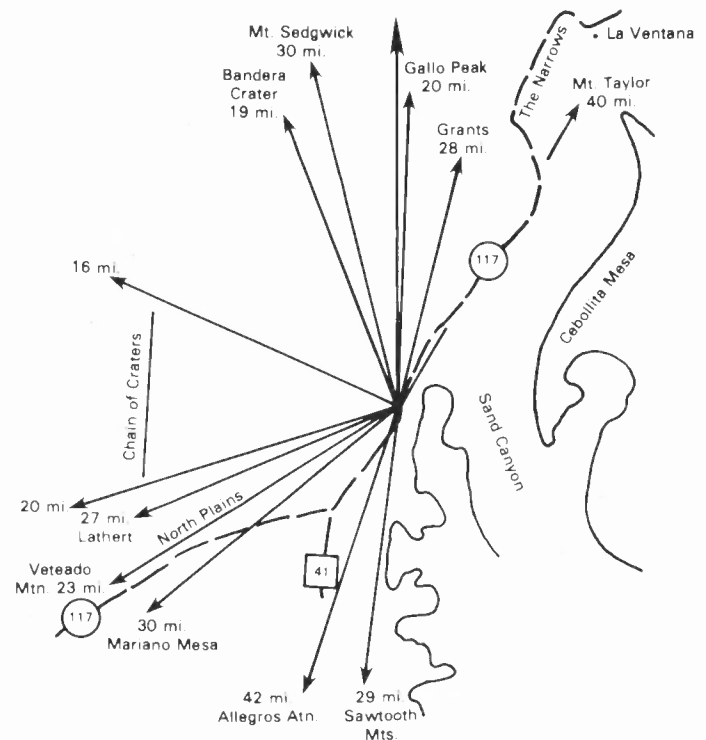 Mt. Sedgwick
30 mi.
Bandera
Crater
19 mi.
Gallo Peak
20 mi.
Grants
28 mi.
The Narrows
La Ventana
Mt. Taylor
40 mi.
117
Cebollita Mesa
16 mi.
Chain of Craters
Sand Canyon
20 mi.
27 mi.
Lathert
North Plains
Veteado
Mtn. 23 mi.
117
30 mi.
Mariano Mesa
41
42 mi
Allegros Atn.
29 mi.
Sawtooth
Mts.